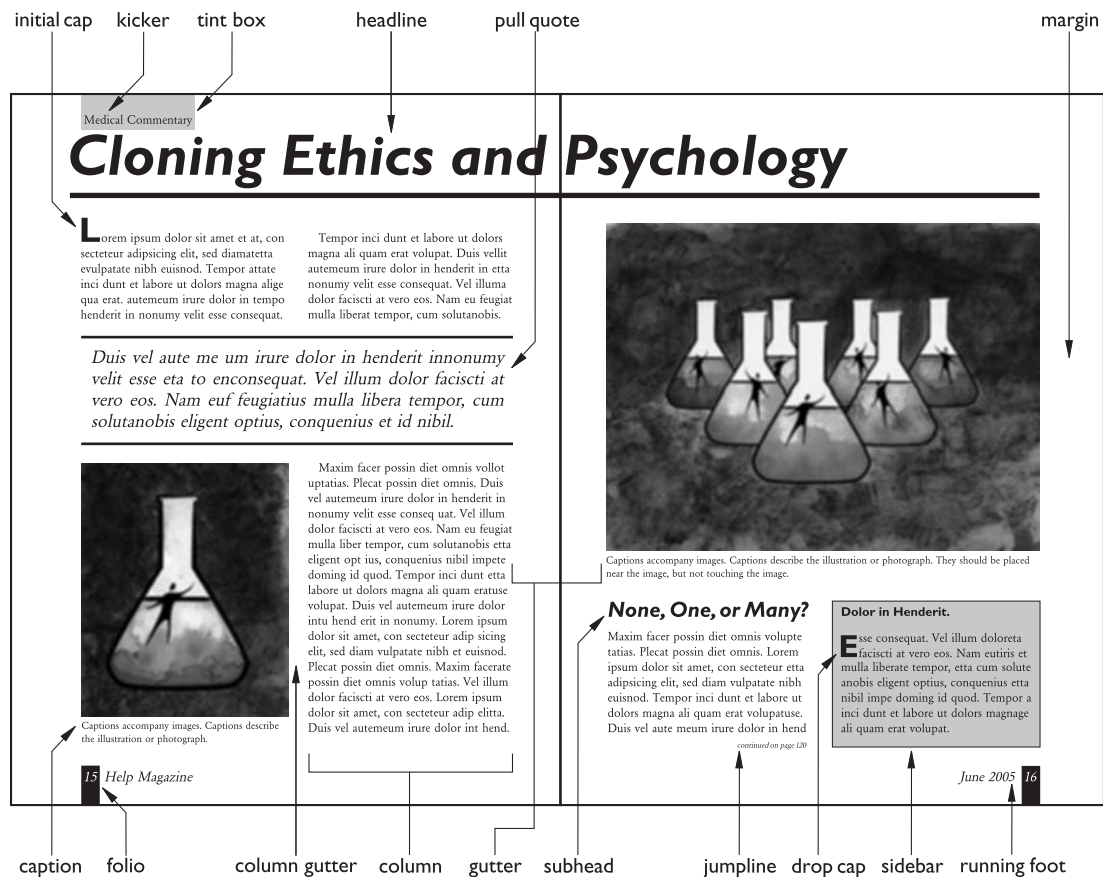 initial cap
kicker
tint box
headline
pull quote
margin
Medical Commentary
Cloning Ethics and Psychology
Lorem ipsum dolor sit amet et at, con
secteteur adipsicing elit, sed diamatetta
evulpatate nibh euisnod. Tempor attate
inci dunt et labore ut dolors magna alige
qua erat. autemeum irure dolor in tempo
henderit in nonumy velit esse consequat.
Tempor inci dunt et labore ut dolors
magna ali quam erat volupat. Duis vellit
autemeum irure dolor in henderit in etta
nonumy velit esse consequat. Vel illuma
dolor faciscti at vero eos. Nam eu feugiat
mulla liberat tempor, cum solutanobis.
Duis vel aute me um irure dolor in henderit innonumy
velit esse eta to enconsequat. Vel illum dolor faciscti at
vero eos. Nam euf feugiatius mulla libera tempor, cum
solutanobis eligent optius, conquenius et id nibil.
Captions accompany images. Captions describe
the illustration or photograph.
Maxim facer possin diet omnis vollot
uptatias. Plecat possin diet omnis. Duis
vel autemeum irure dolor in henderit in
nonumy velit esse conseq uat. Vel illum
dolor faciscti at vero eos. Nam eu feugiat
mulla liber tempor, cum solutanobis etta
eligent opt ius, conquenius nibil impete
doming id quod. Tempor inci dunt etta
labore ut dolors magna ali quam eratuse
volupat. Duis vel autemeum irure dolor
intu hend erit in nonumy. Lorem ipsum
dolor sit amet, con secteteur adip sicing
elit, sed diam vulpatate nibh et euisnod.
Plecat possin diet omnis. Maxim facerate
possin diet omnis volup tatias. Vel illum
dolor faciscti at vero eos. Lorem ipsum
dolor sit amet, con secteteur adip elitta.
Duis vel autemeum irure dolor int hend.
15 Help Magazine
Captions accompany images. Captions describe the illustration or photograph. They should be placed
near the image, but not touching the image.
None, One, or Many?
Maxim facer possin diet omnis volupte
tatias. Plecat possin diet omnis. Lorem
ipsum dolor sit amet, con secteteur etta
adipsicing elit, sed diam vulpatate nibh
euisnod. Tempor inci dunt et labore ut
dolors magna ali quam erat volupatuse.
Duis vel aute meum irure dolor in hend
continued on page 120
Dolor in Henderit.
Esse consequat. Vel illum doloreta
faciscti at vero eos. Nam eutiris et
mulla liberate tempor, etta cum solute
anobis eligent optius, conquenius etta
nibil impe doming id quod. Tempor a
inci dunt et labore ut dolors magnage
ali quam erat volupat.
June 2005 16
caption
folio
column gutter
column
gutter
subhead
jumpline
drop cap
sidebar
running foot